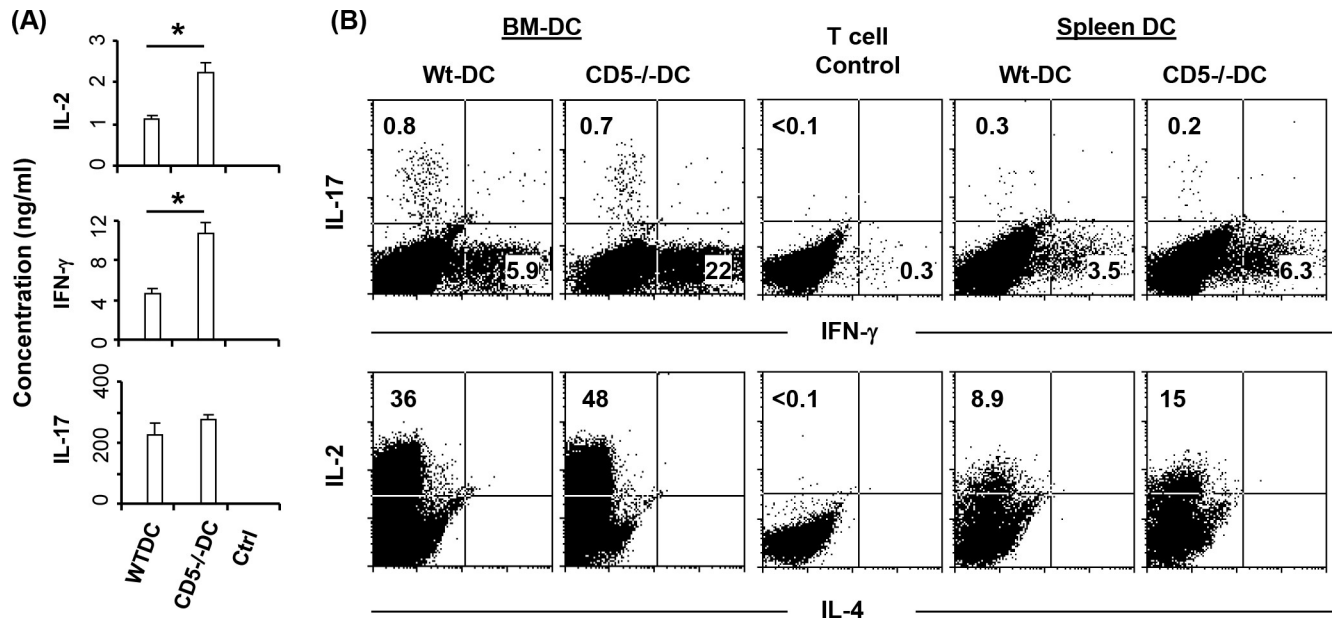 (A)
Concentration (ng/ml)
IL-2
3
2
1
0
*
IFN-γ
12
8
4
0
*
IL-17
400
200
0
WTDC
CD5-/-DC
Ctrl
(B)
BM-DC
T cell
Control
Spleen DC
Wt-DC
CD5-/-DC
Wt-DC
CD5-/-DC
IL-17
0.8
0.7
<0.1
0.3
0.2
5.9
22
0.3
3.5
6.3
IFN-γ
IL-2
36
48
<0.1
8.9
15
IL-4